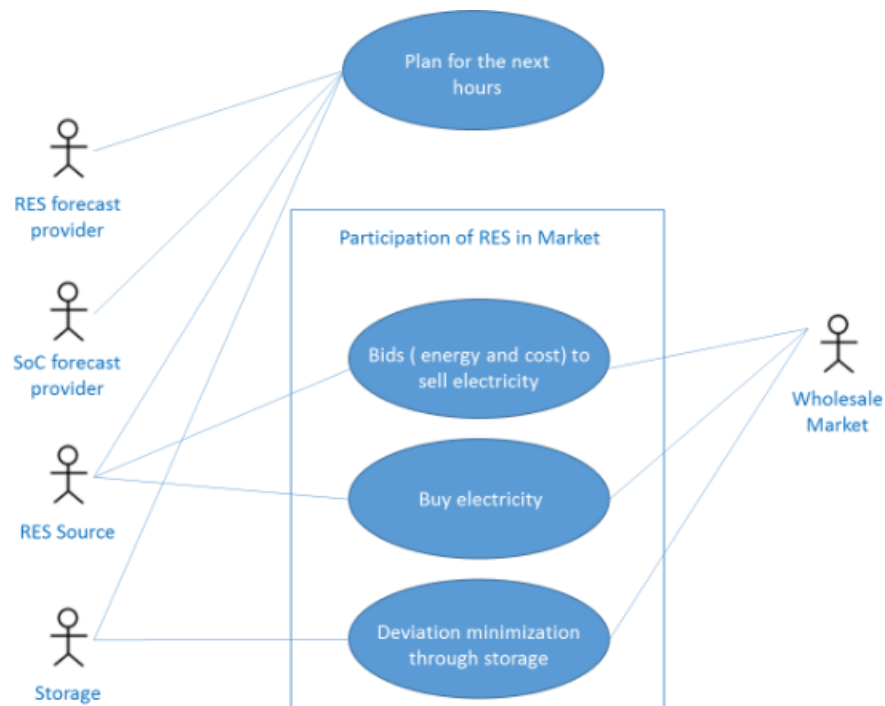 Plan for the next
hours
RES forecast
provider
Participation of RES in Market
SoC forecast
provider
Bids ( energy and cost) to
sell electricity
Wholesale
Market
RES Source
Buy electricity
Deviation minimization
through storage
Storage